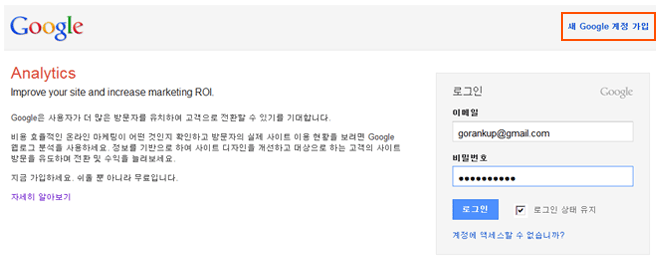 Google
새 Google 계정 가입
Analytics
Improve your site and increase marketing ROI.
Google은 사용자가 더 많은 방문자를 유치하여 고객으로 전환할 수 있기를 기대합니다.
비용 효율적인 온라인 마케팅이 어떤 것인지 확인하고 방문자의 실제 사이트 이용 현황을 보려면 Google
웹로그 분석을 사용하세요. 정보를 기반으로 하여 사이트 디자인을 개선하고 대상으로 하는 고객의 사이트
방문을 유도하며 전환 및 수익을 늘려보세요.
지금 가입하세요. 쉬울 뿐 아니라 무료입니다.
자세히 알아보기
로그인 Google
이메일
gorankup@gmail.com
비밀번호
●●●●●●●●●●
로그인 로그인 상태 유지
계정에 액세스할 수 없습니까?